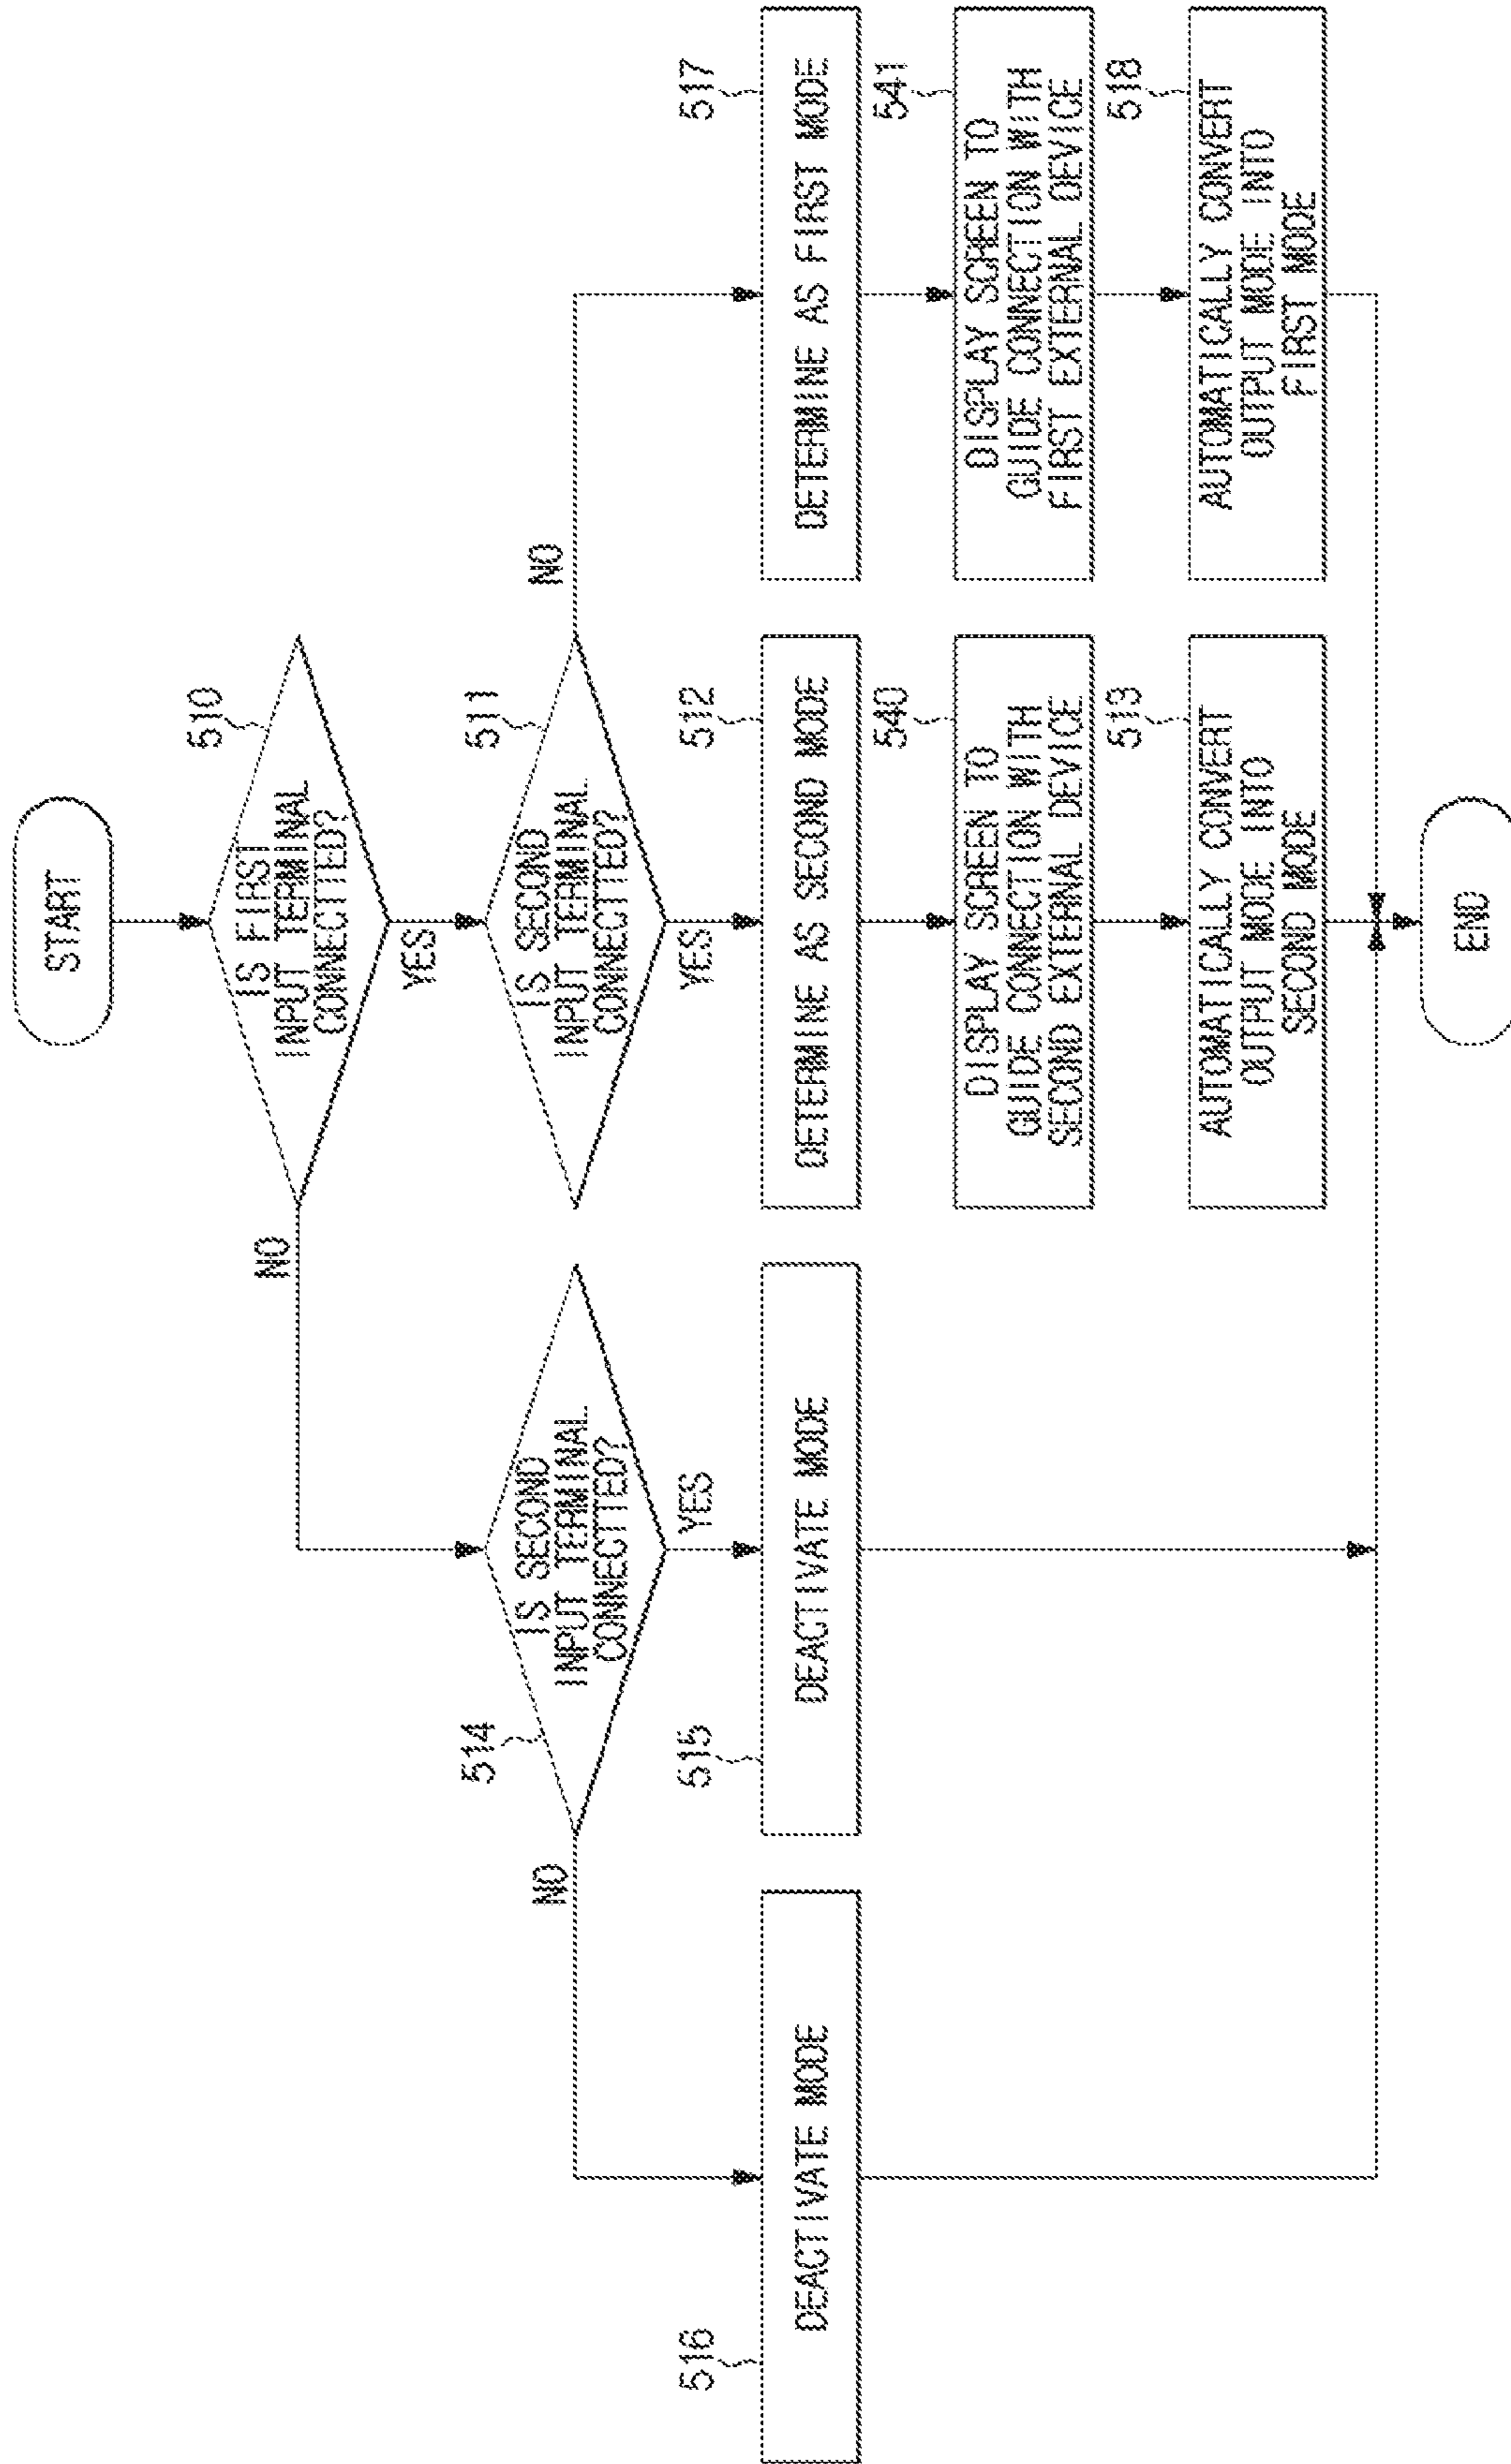 START
510
IS FIRST
INPUT TERMINAL
CONNECTED?
NO
YES
514
IS SECOND
INPUT TERMINAL
CONNECTED?
NO
YES
511
IS SECOND
INPUT TERMINAL
CONNECTED?
YES
NO
516
DEACTIVATE MODE
515
DEACTIVATE MODE
512
DETERMINE AS SECOND MODE
517
DETERMINE AS FIRST MODE
540
DISPLAY SCREEN TO
GUIDE CONNECTION WITH
SECOND EXTERNAL DEVICE
541
DISPLAY SCREEN TO
GUIDE CONNECTION WITH
FIRST EXTERNAL DEVICE
513
AUTOMATICALLY CONVERT
OUTPUT MODE INTO
SECOND MODE
518
AUTOMATICALLY CONVERT
OUTPUT MODE INTO
FIRST MODE
END